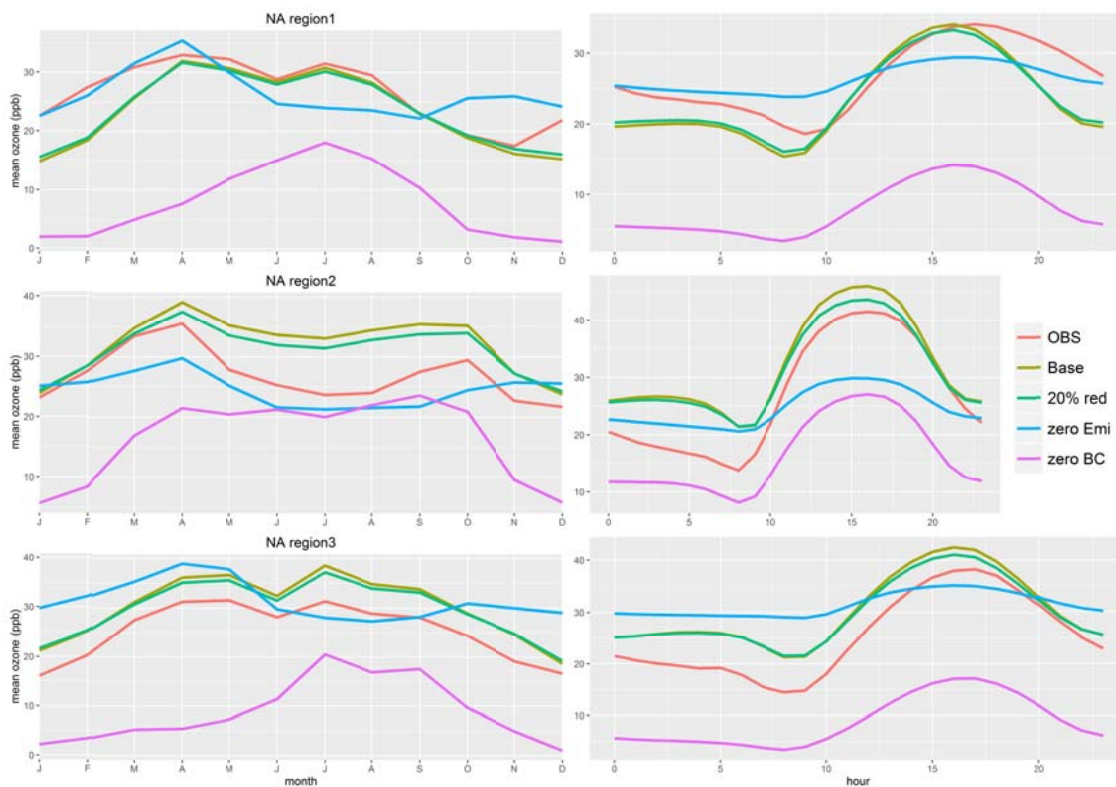 NA region1
mean ozone (ppb)
30
20
10
0
J F M A M J J A S O N D
30
20
10
0 5 10 15 20
NA region2
mean ozone (ppb)
40
30
20
10
J F M A M J J A S O N D
40
30
20
10
0 5 10 15 20
OBS
Base
20% red
zero Emi
zero BC
NA region3
mean ozone (ppb)
40
30
20
10
0
J F M A M J J A S O N D
month
40
30
20
10
0 5 10 15 20
hour